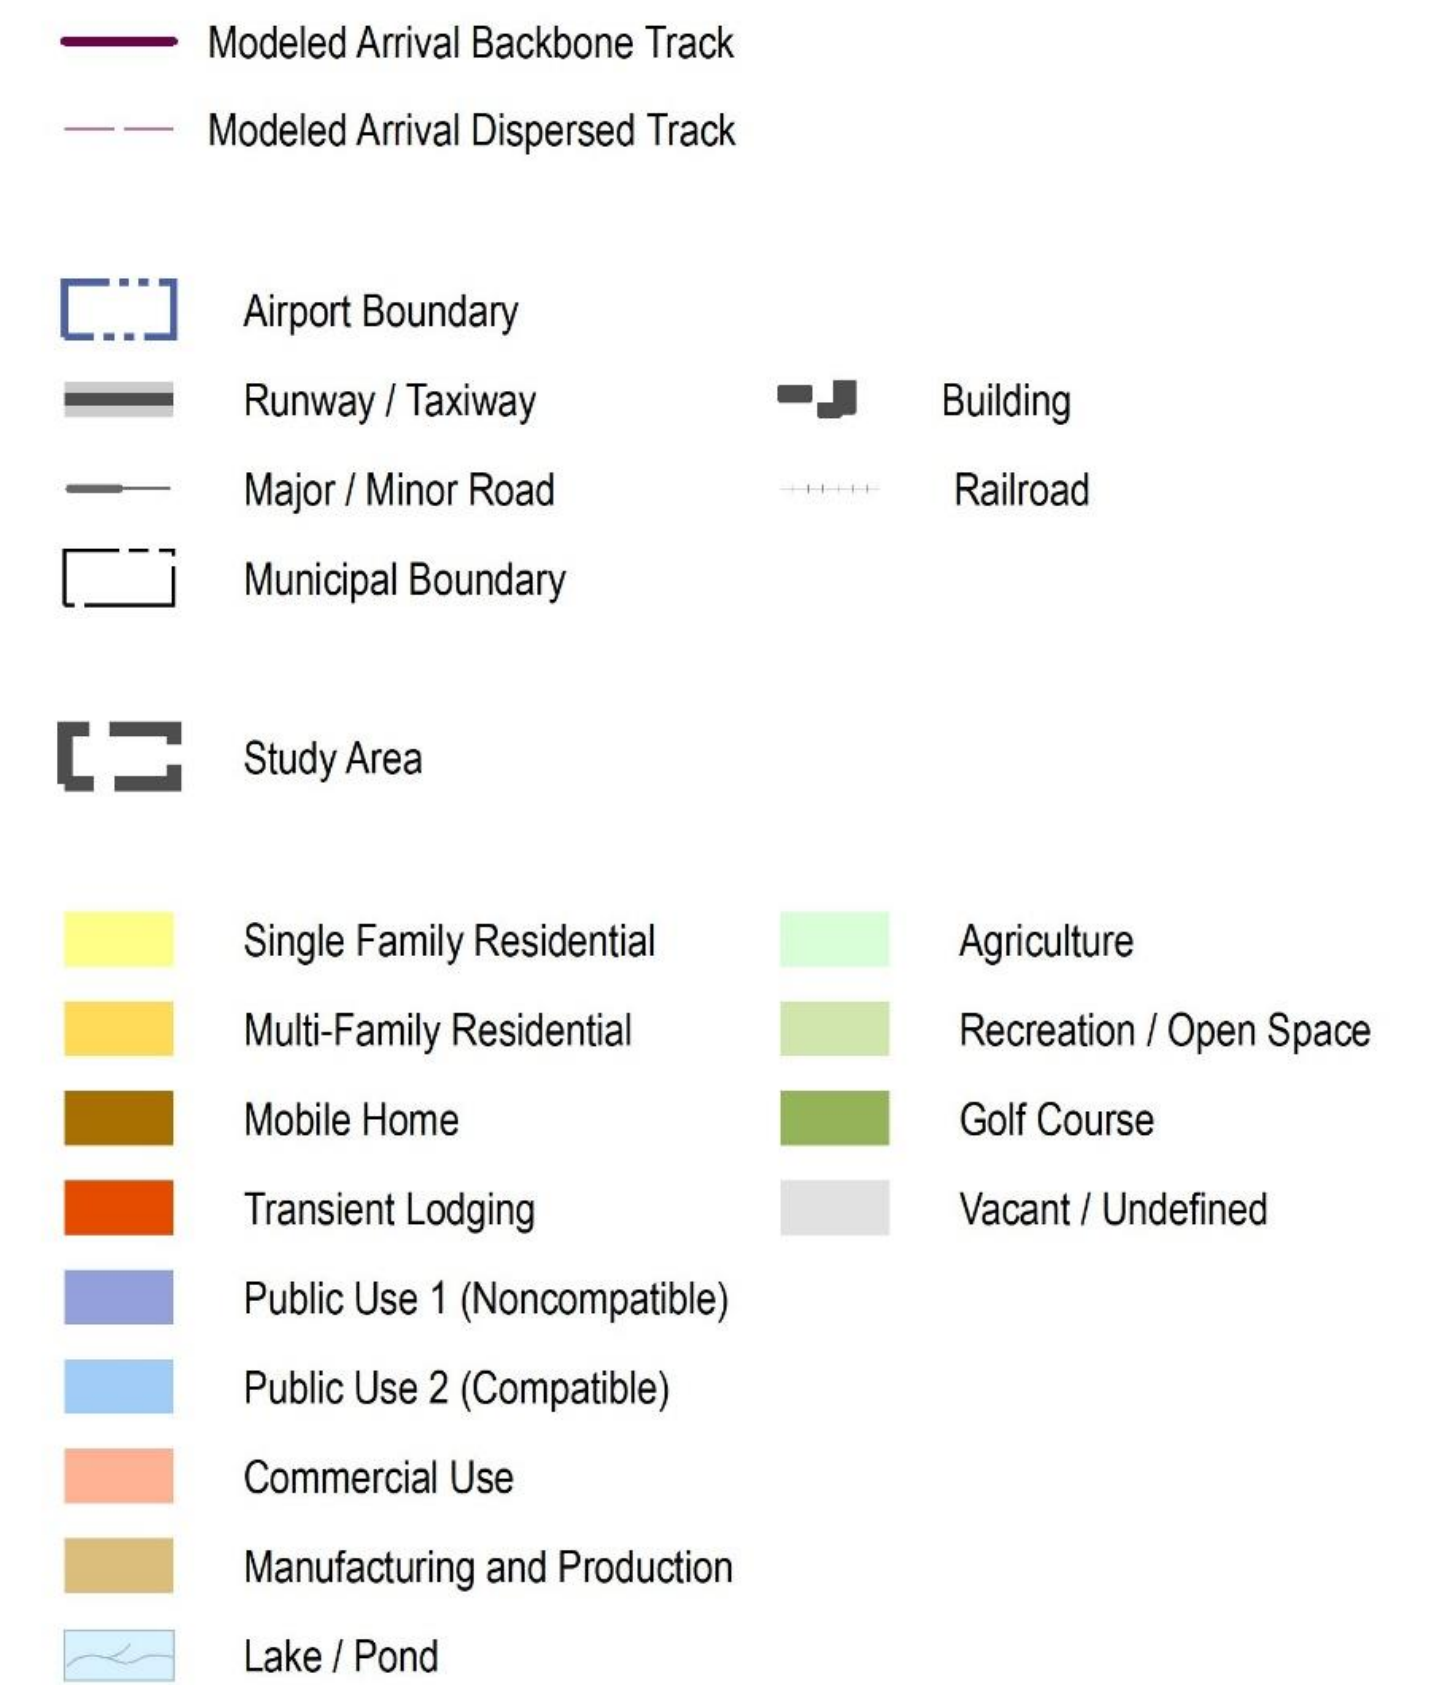 Modeled Arrival Backbone Track
Modeled Arrival Dispersed Track
Airport Boundary
Runway / Taxiway
Building
Major / Minor Road
Railroad
Municipal Boundary
Study Area
Single Family Residential
Agriculture
Multi-Family Residential
Recreation / Open Space
Mobile Home
Golf Course
Transient Lodging
Vacant / Undefined
Public Use 1 (Noncompatible)
Public Use 2 (Compatible)
Commercial Use
Manufacturing and Production
Lake / Pond